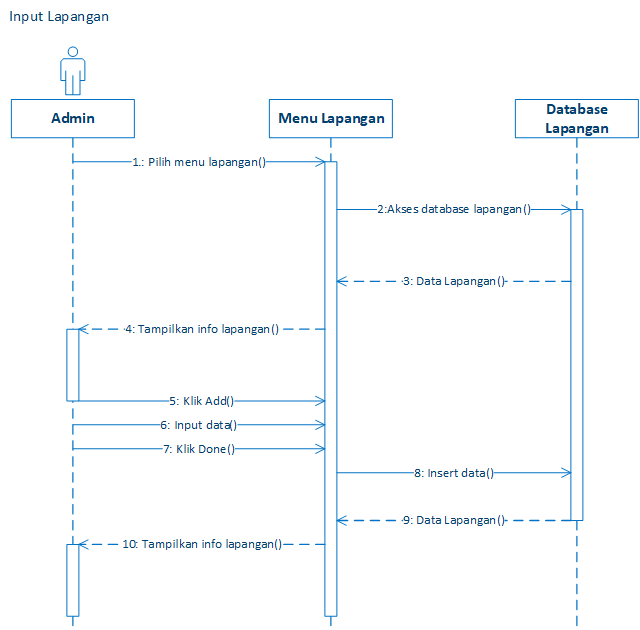 Input Lapangan
Admin
Menu Lapangan
Database
Lapangan
1.: Pilih menu lapangan()
2:Akses database lapangan()
3: Data Lapangan()
4: Tampilkan info lapangan()
5: Klik Add()
6: Input data()
7: Klik Done()
8: Insert data()
9: Data Lapangan()
10: Tampilkan info lapangan()